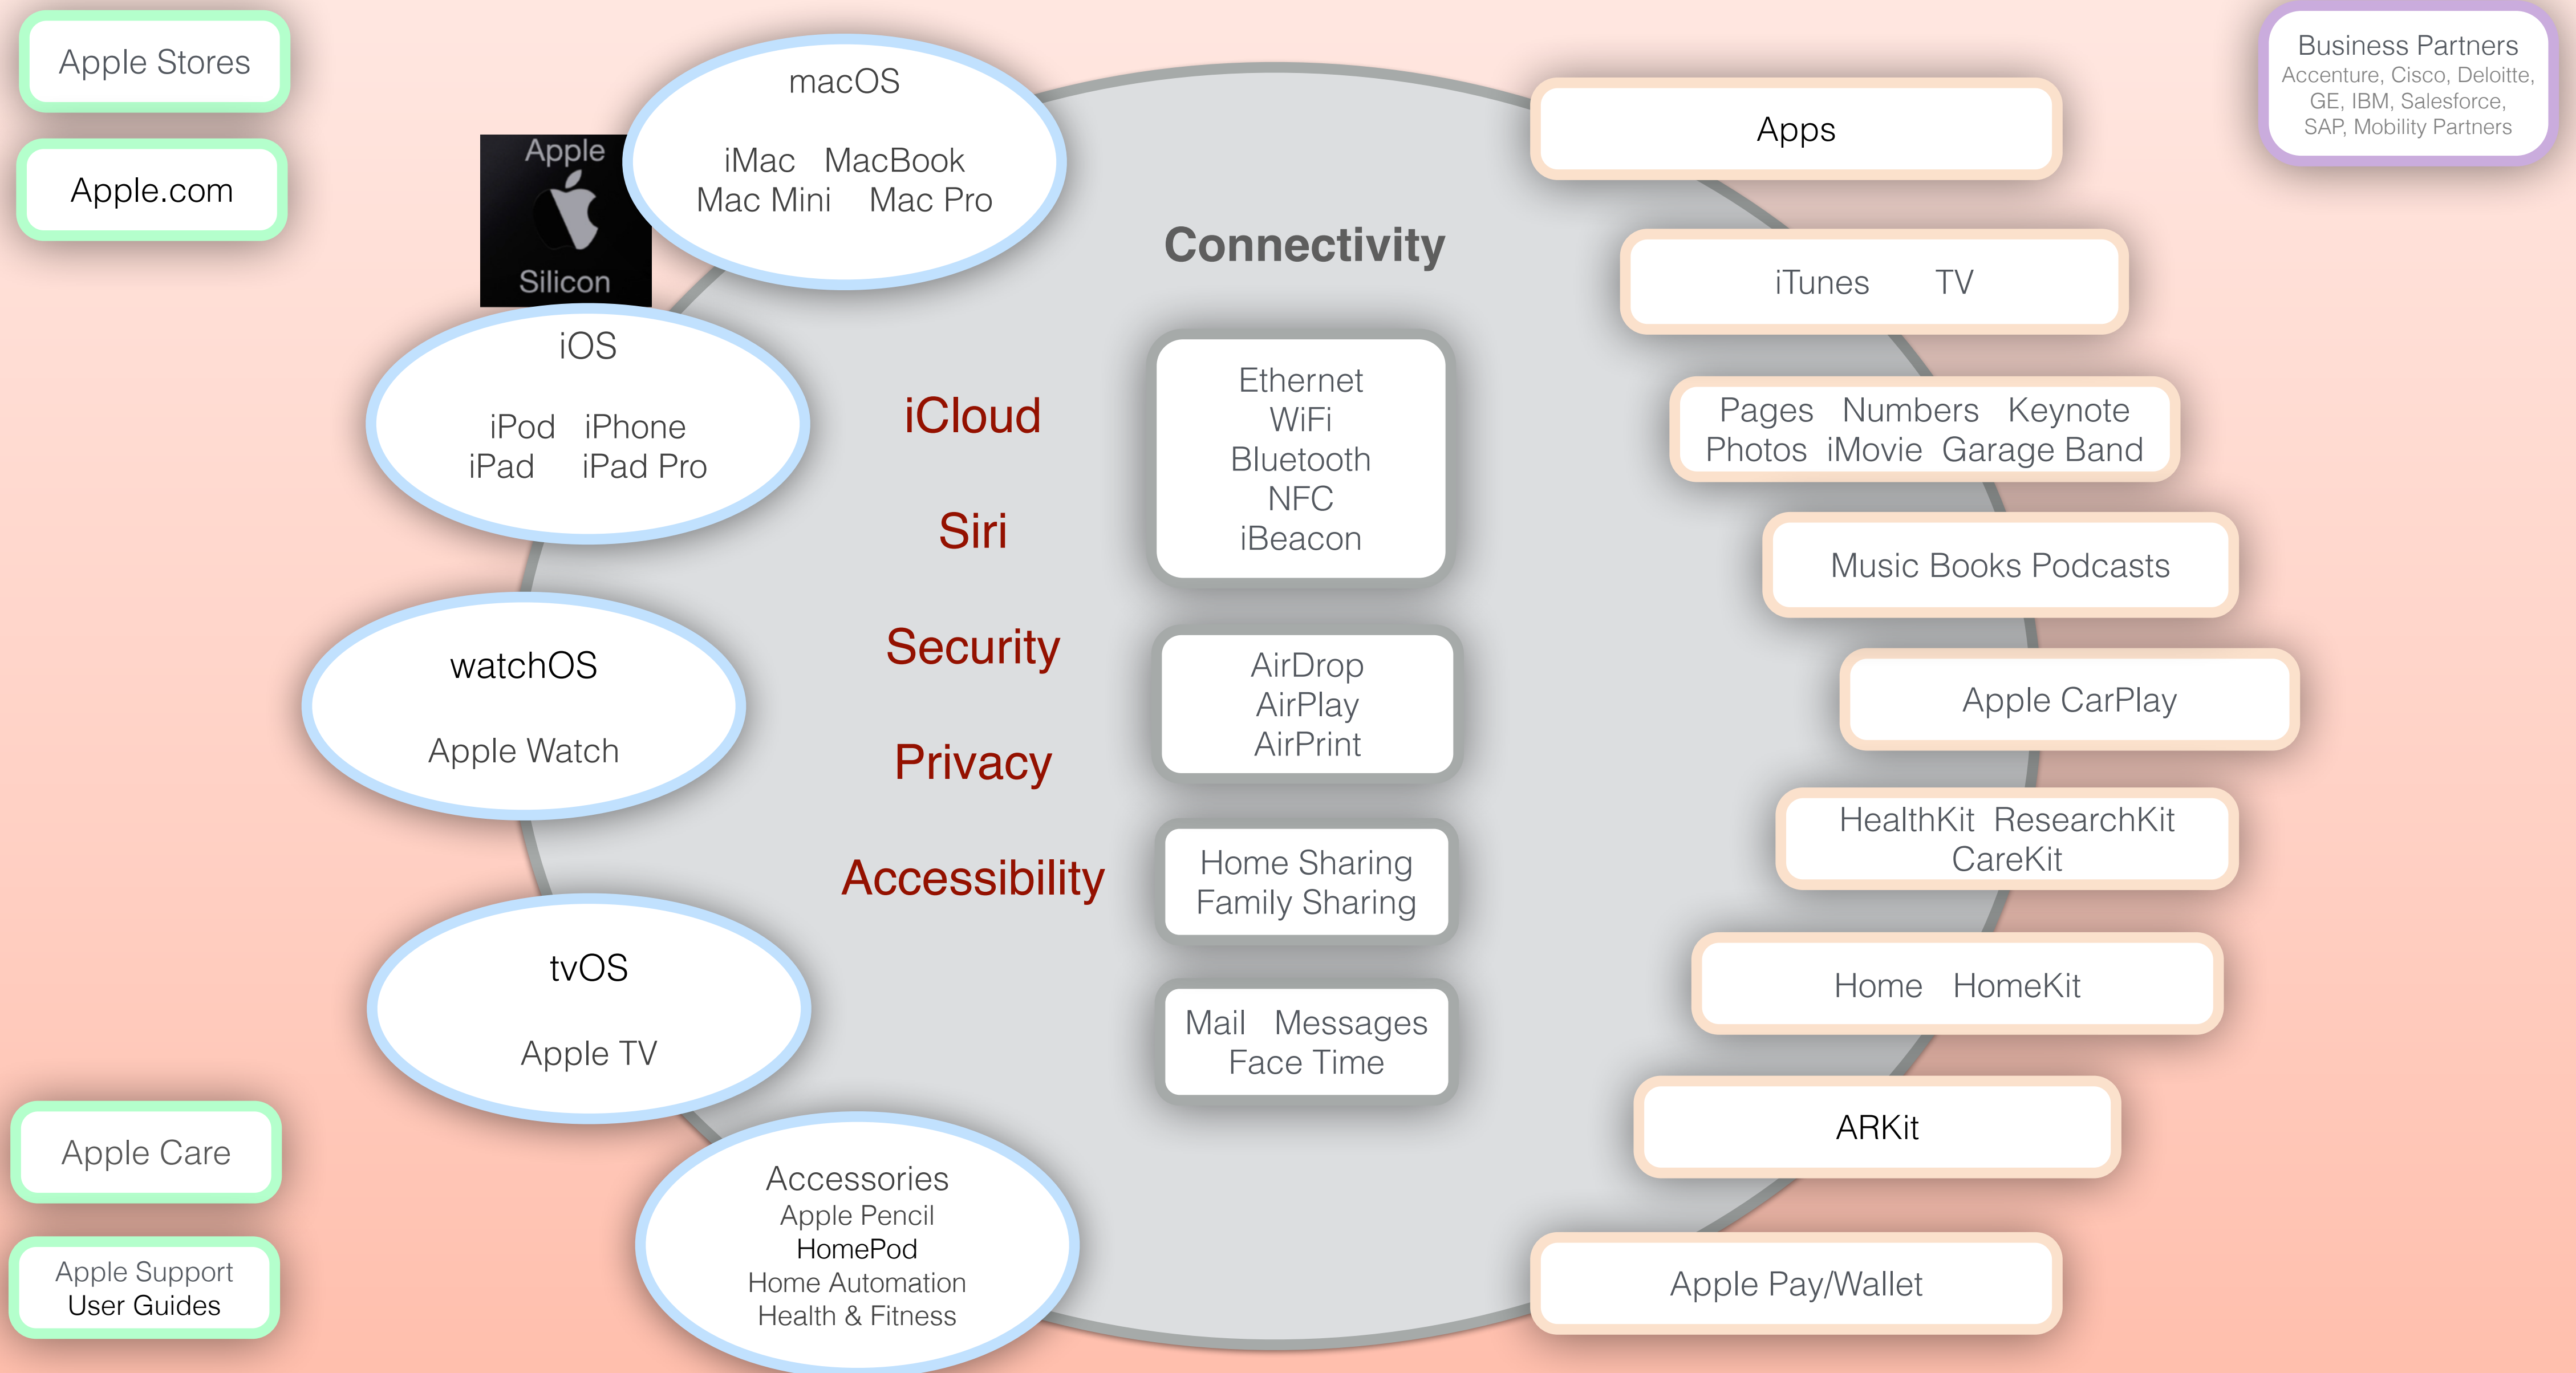 Apple Stores
Apple.com
Apple
Silicon
macOS
iMac MacBook
Mac Mini Mac Pro
iOS
iPod iPhone
iPad iPad Pro
watchOS
Apple Watch
tvOS
Apple TV
Accessories
Apple Pencil
HomePod
Home Automation
Health & Fitness
Apple Care
Apple Support
User Guides
iCloud
Siri
Security
Privacy
Accessibility
Connectivity
Ethernet
WiFi
Bluetooth
NFC
iBeacon
AirDrop
AirPlay
AirPrint
Home Sharing
Family Sharing
Mail Messages
Face Time
Apps
iTunes TV
Pages Numbers Keynote
Photos iMovie Garage Band
Music Books Podcasts
Apple CarPlay
HealthKit ResearchKit
CareKit
Home HomeKit
ARKit
Apple Pay/Wallet
Business Partners
Accenture, Cisco, Deloitte,
GE, IBM, Salesforce,
SAP, Mobility Partners